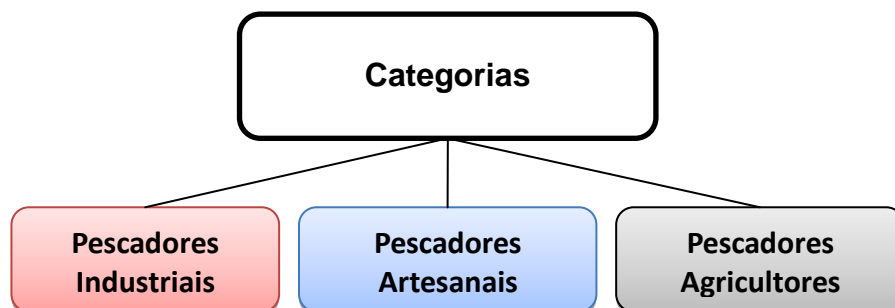 Categorias
Pescadores
Industriais
Pescadores
Artesanais
Pescadores
Agricultores